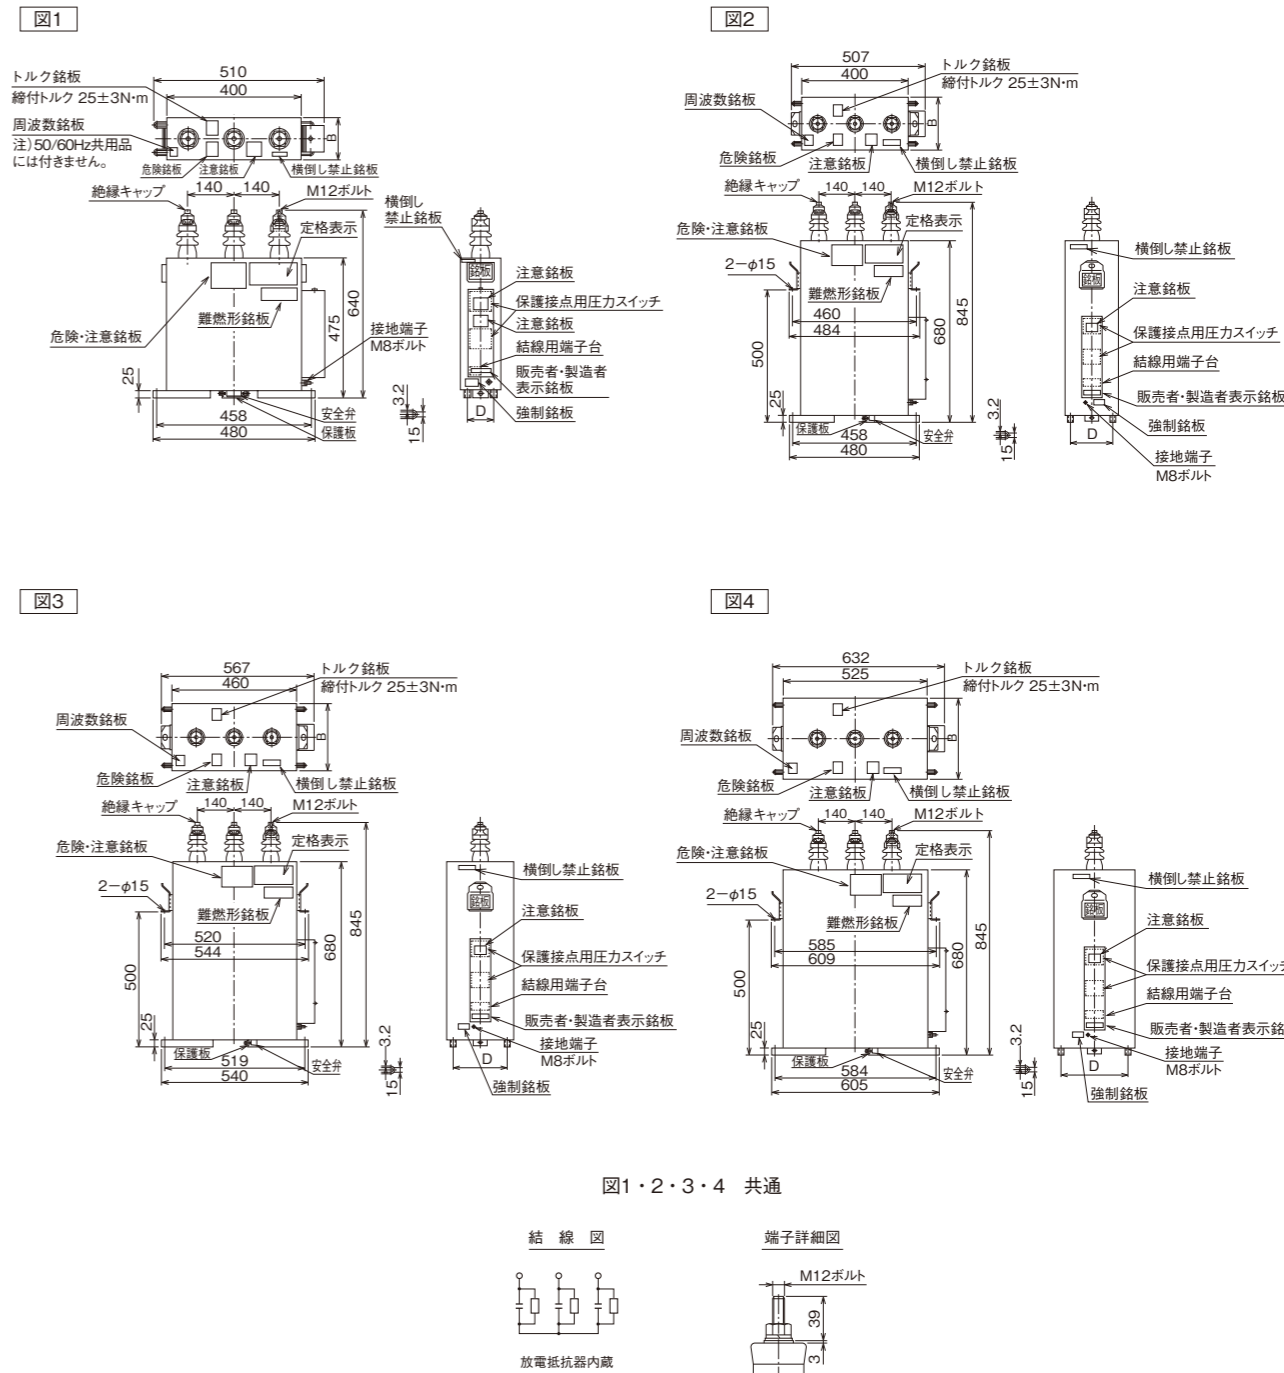 図1
510
400
トルク銘板
締付トルク 25±3N・m
周波数銘板
注）50/60Hz共用品
には付きません。
B
危険銘板
注意銘板
横倒し禁止銘板
絶縁キャップ
140
140
M12ボルト
定格表示
横倒し
禁止銘板
銘板
注意銘板
保護接点用圧力スイッチ
注意銘板
結線用端子台
販売者・製造者
表示銘板
強制銘板
D
難燃形銘板
危険・注意銘板
475
640
接地端子
M8ボルト
25
458
480
安全弁
保護板
3.2
15
図2
507
400
トルク銘板
締付トルク 25±3N・m
周波数銘板
B
危険銘板
注意銘板
横倒し禁止銘板
絶縁キャップ
140
140
M12ボルト
危険・注意銘板
定格表示
2－φ15
難燃形銘板
460
484
500
680
845
25
保護板
458
480
安全弁
3.2
15
横倒し禁止銘板
銘板
注意銘板
保護接点用圧力スイッチ
結線用端子台
販売者・製造者表示銘板
強制銘板
D
接地端子
M8ボルト
図3
567
460
トルク銘板
締付トルク 25±3N・m
周波数銘板
B
危険銘板
注意銘板
横倒し禁止銘板
絶縁キャップ
140
140
M12ボルト
危険・注意銘板
定格表示
2－φ15
難燃形銘板
520
544
500
680
845
25
保護板
519
540
安全弁
3.2
15
横倒し禁止銘板
銘板
注意銘板
保護接点用圧力スイッチ
結線用端子台
販売者・製造者表示銘板
接地端子
M8ボルト
D
強制銘板
図4
632
525
トルク銘板
締付トルク 25±3N・m
周波数銘板
B
危険銘板
注意銘板
横倒し禁止銘板
絶縁キャップ
140
140
M12ボルト
危険・注意銘板
定格表示
2－φ15
難燃形銘板
585
609
500
680
845
25
保護板
584
605
安全弁
3.2
15
横倒し禁止銘板
銘板
注意銘板
保護接点用圧力スイッチ
結線用端子台
販売者・製造者表示銘
接地端子
M8ボルト
D
強制銘板
図1・2・3・4　共通
結　線　図
放電抵抗器内蔵
端子詳細図
M12ボルト
39
3